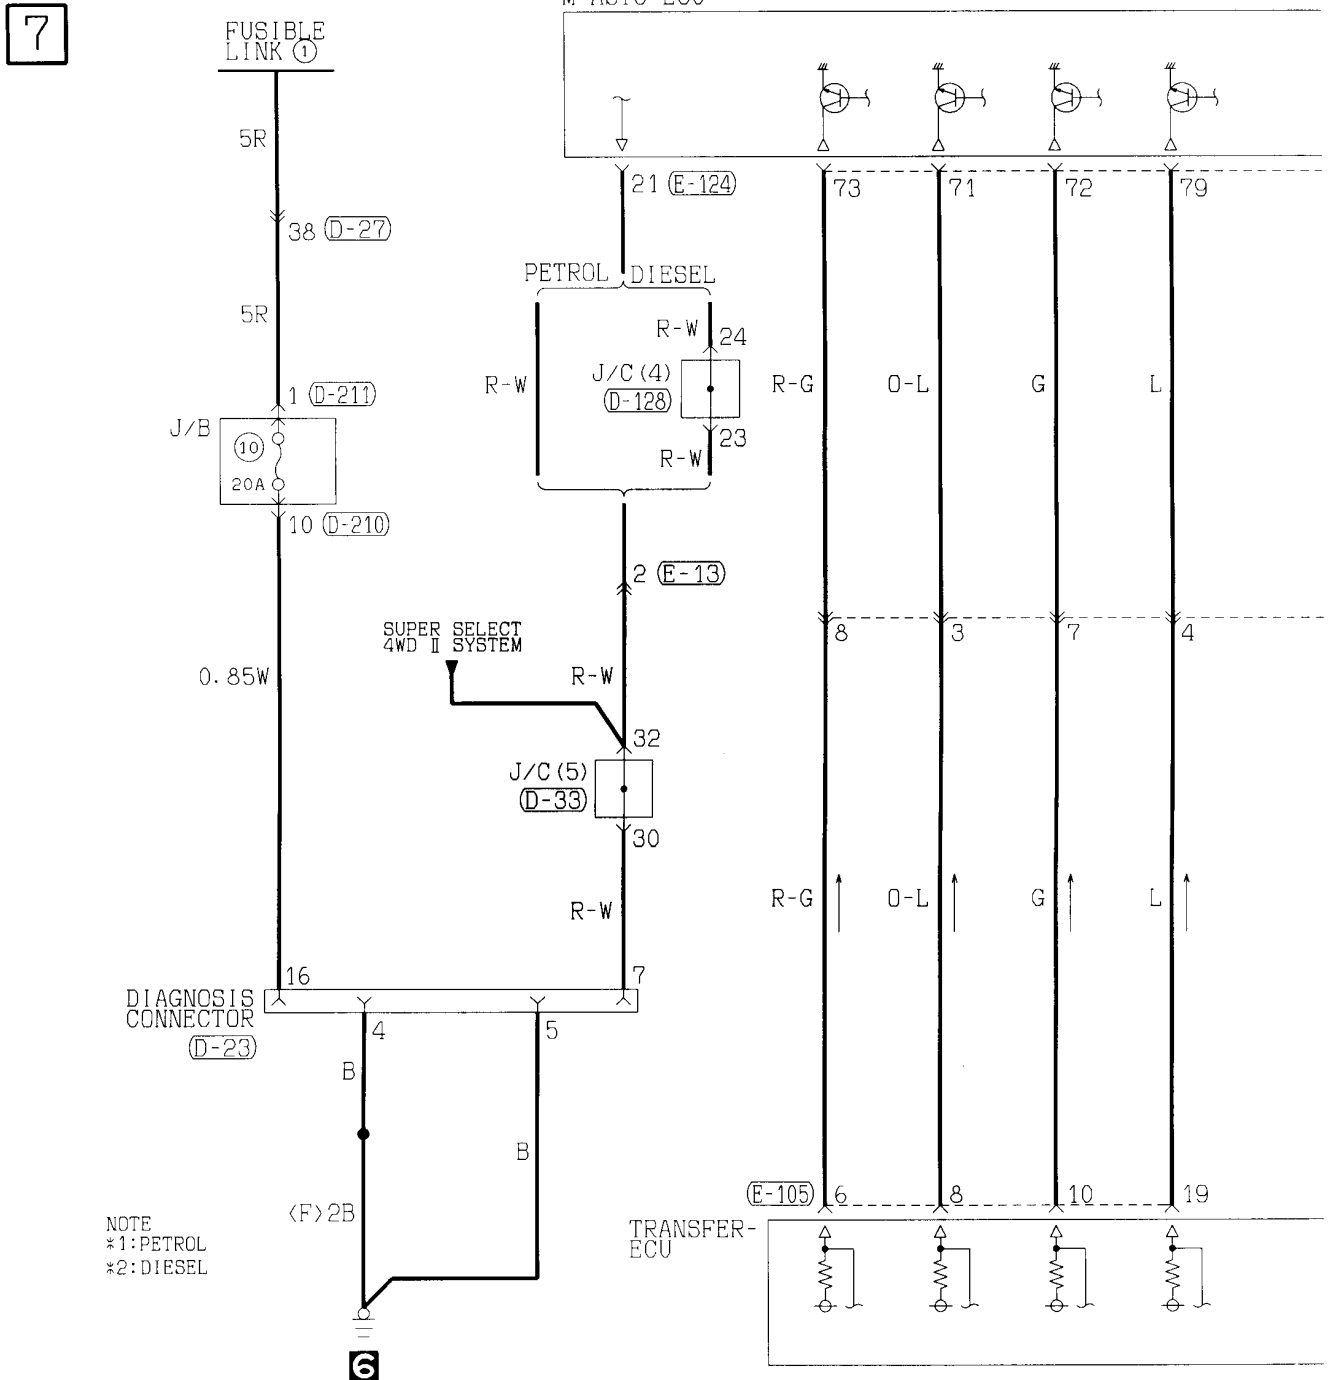 7
FUSIBLE
LINK ①
5R
38 (D-27)
5R
1 (D-211)
J/B
10
20A
10 (D-210)
0.85W
16
DIAGNOSIS
CONNECTOR
(D-23)
4
5
7
B
B
<F>2B
6
NOTE
*1:PETROL
*2:DIESEL
21 (E-124)
PETROL
DIESEL
R-W
R-W
24
J/C(4)
(D-128)
23
R-W
2 (E-13)
SUPER SELECT
4WD Ⅱ SYSTEM
R-W
32
J/C(5)
(D-33)
30
R-W
73
71
72
79
R-G
O-L
G
L
8
3
7
4
R-G
O-L
G
L
(E-105)
6
8
10
19
TRANSFER-
ECU